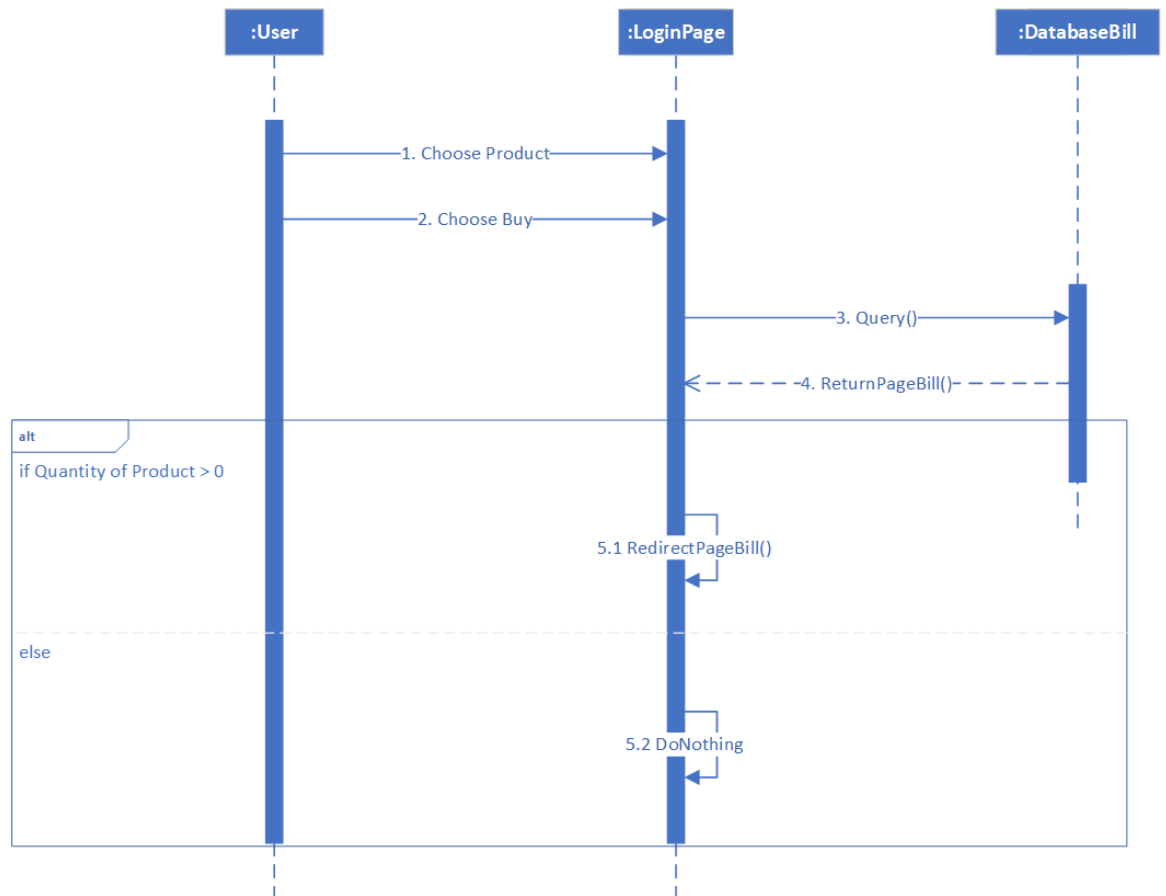 :User
:LoginPage
:DatabaseBill
1. Choose Product
2. Choose Buy
3. Query()
4. ReturnPageBill()
alt
if Quantity of Product > 0
5.1 RedirectPageBill()
else
5.2 DoNothing